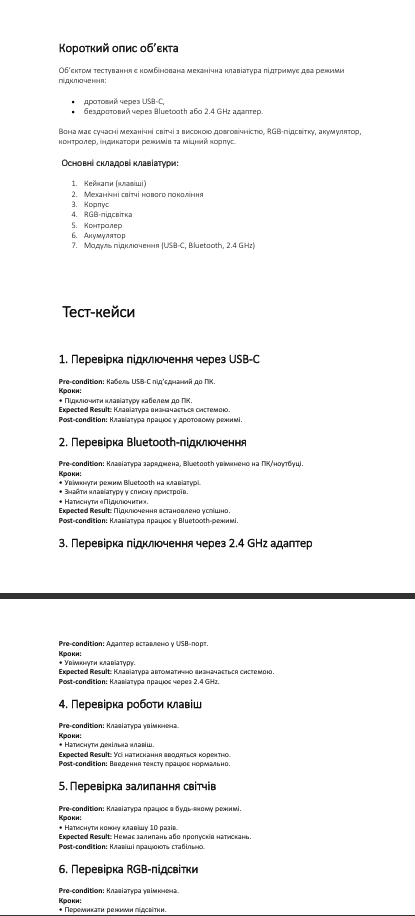 Короткий опис об’єкта
Об’єктом тестування є комбінована механічна клавіатура підтримує два режими
підключення:
• дротовий через USB-C,
• бездротовий через Bluetooth або 2.4 GHz адаптер.
Вона має сучасні механічні світчі з високою довговічністю, RGB-підсвітку, акумулятор,
контролер, індикатори режимів та міцний корпус.
Основні складові клавіатури:
1. Кейкапи (клавіші)
2. Механічні світчі нового покоління
3. Корпус
4. RGB-підсвітка
5. Контролер
6. Акумулятор
7. Модуль підключення (USB-C, Bluetooth, 2.4 GHz)
Тест-кейси
1. Перевірка підключення через USB-C
Pre-condition: Кабель USB-C під’єднаний до ПК.
Кроки:
• Підключити клавіатуру кабелем до ПК.
Expected Result: Клавіатура визначається системою.
Post-condition: Клавіатура працює у дротовому режимі.
2. Перевірка Bluetooth-підключення
Pre-condition: Клавіатура заряджена, Bluetooth увімкнено на ПК/ноутбуці.
Кроки:
• Увімкнути режим Bluetooth на клавіатурі.
• Знайти клавіатуру у списку пристроїв.
• Натиснути «Підключити».
Expected Result: Підключення встановлено успішно.
Post-condition: Клавіатура працює у Bluetooth-режимі.
3. Перевірка підключення через 2.4 GHz адаптер
Pre-condition: Адаптер вставлено у USB-порт.
Кроки:
• Увімкнути клавіатуру.
Expected Result: Клавіатура автоматично визначається системою.
Post-condition: Клавіатура працює через 2.4 GHz.
4. Перевірка роботи клавіш
Pre-condition: Клавіатура увімкнена.
Кроки:
• Натиснути декілька клавіш.
Expected Result: Усі натискання вводяться коректно.
Post-condition: Введення тексту працює нормально.
5. Перевірка залипання світчів
Pre-condition: Клавіатура працює в будь-якому режимі.
Кроки:
• Натиснути кожну клавішу 10 разів.
Expected Result: Немає залипань або пропусків натискань.
Post-condition: Клавіші працюють стабільно.
6. Перевірка RGB-підсвітки
Pre-condition: Клавіатура увімкнена.
Кроки:
• Перемикати режими підсвітки.